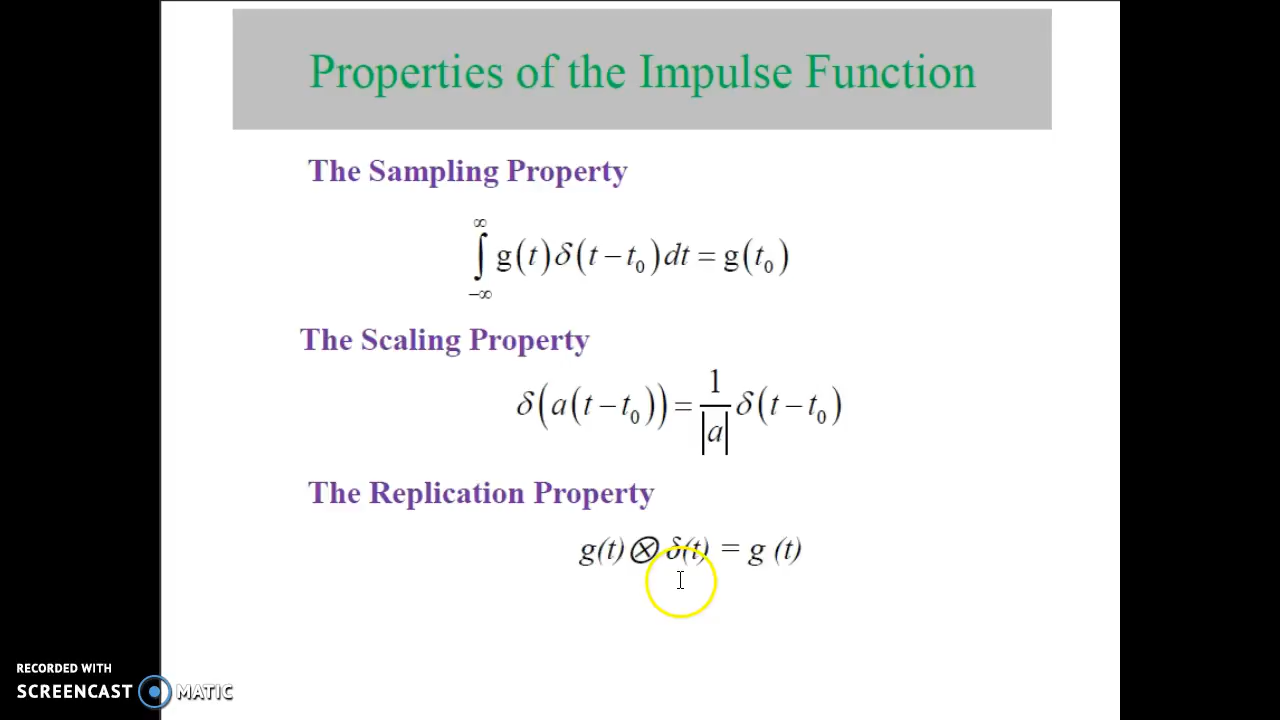 Properties of the Impulse Function
The Sampling Property
∫_{-∞}^{∞} g(t)δ(t−t₀)dt = g(t₀)
The Scaling Property
δ(a(t−t₀)) = 1/|a| δ(t−t₀)
The Replication Property
g(t)⊗ δ(t) = g (t)
RECORDED WITH
SCREENCAST MATIC